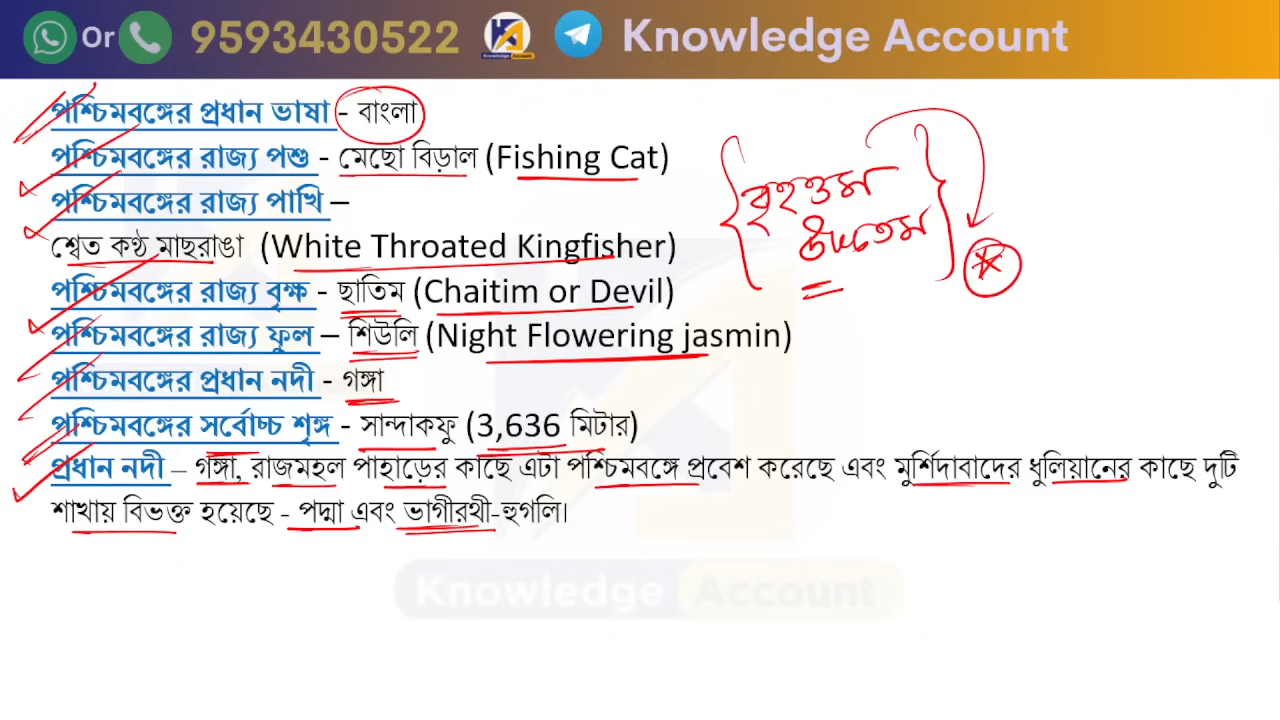 Or 9593430522 Knowledge Account
পশ্চিমবঙ্গের প্রধান ভাষা - বাংলা
পশ্চিমবঙ্গের রাজ্য পশু - মেছো বিড়াল (Fishing Cat)
পশ্চিমবঙ্গের রাজ্য পাখি –
শ্বেত কণ্ঠ মাছরাঙা (White Throated Kingfisher)
পশ্চিমবঙ্গের রাজ্য বৃক্ষ - ছাতিম (Chaitim or Devil)
পশ্চিমবঙ্গের রাজ্য ফুল – শিউলি (Night Flowering jasmin)
পশ্চিমবঙ্গের প্রধান নদী - গঙ্গা
পশ্চিমবঙ্গের সর্বোচ্চ শৃঙ্গ - সান্দাকফু (3,636 মিটার)
প্রধান নদী – গঙ্গা, রাজমহল পাহাড়ের কাছে এটা পশ্চিমবঙ্গে প্রবেশ করেছে এবং মুর্শিদাবাদের ধুলিয়ানের কাছে দুটি
শাখায় বিভক্ত হয়েছে - পদ্মা এবং ভাগীরথী-হুগলি।
বৃহত্তম
Knowledge Account